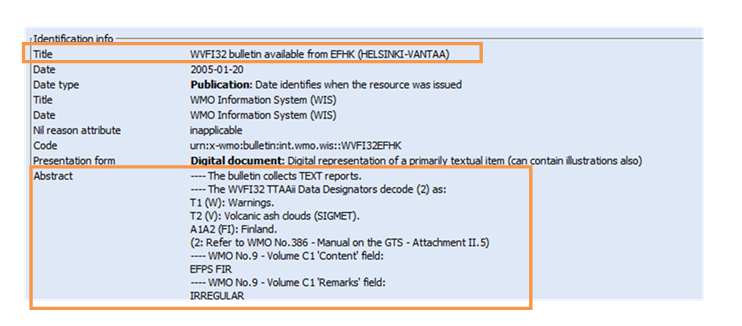 Identification info
Title WVFI32 bulletin available from EFHK (HELSINKI-VANTAA)
Date 2005-01-20
Date type Publication: Date identifies when the resource was issued
Title WMO Information System (WIS)
Date WMO Information System (WIS)
Nil reason attribute inapplicable
Code urn:x-wmo:bulletin:int.wmo.wis::WVFI32EFHK
Presentation form Digital document: Digital representation of a primarily textual item (can contain illustrations also)
Abstract ---- The bulletin collects TEXT reports.
---- The WVFI32 TTAAii Data Designators decode (2) as:
T1 (W): Warnings.
T2 (V): Volcanic ash clouds (SIGMET).
A1A2 (FI): Finland.
(2: Refer to WMO No.386 - Manual on the GTS - Attachment II.5)
---- WMO No.9 - Volume C1 'Content' field:
EFPS FIR
---- WMO No.9 - Volume C1 'Remarks' field:
IRREGULAR